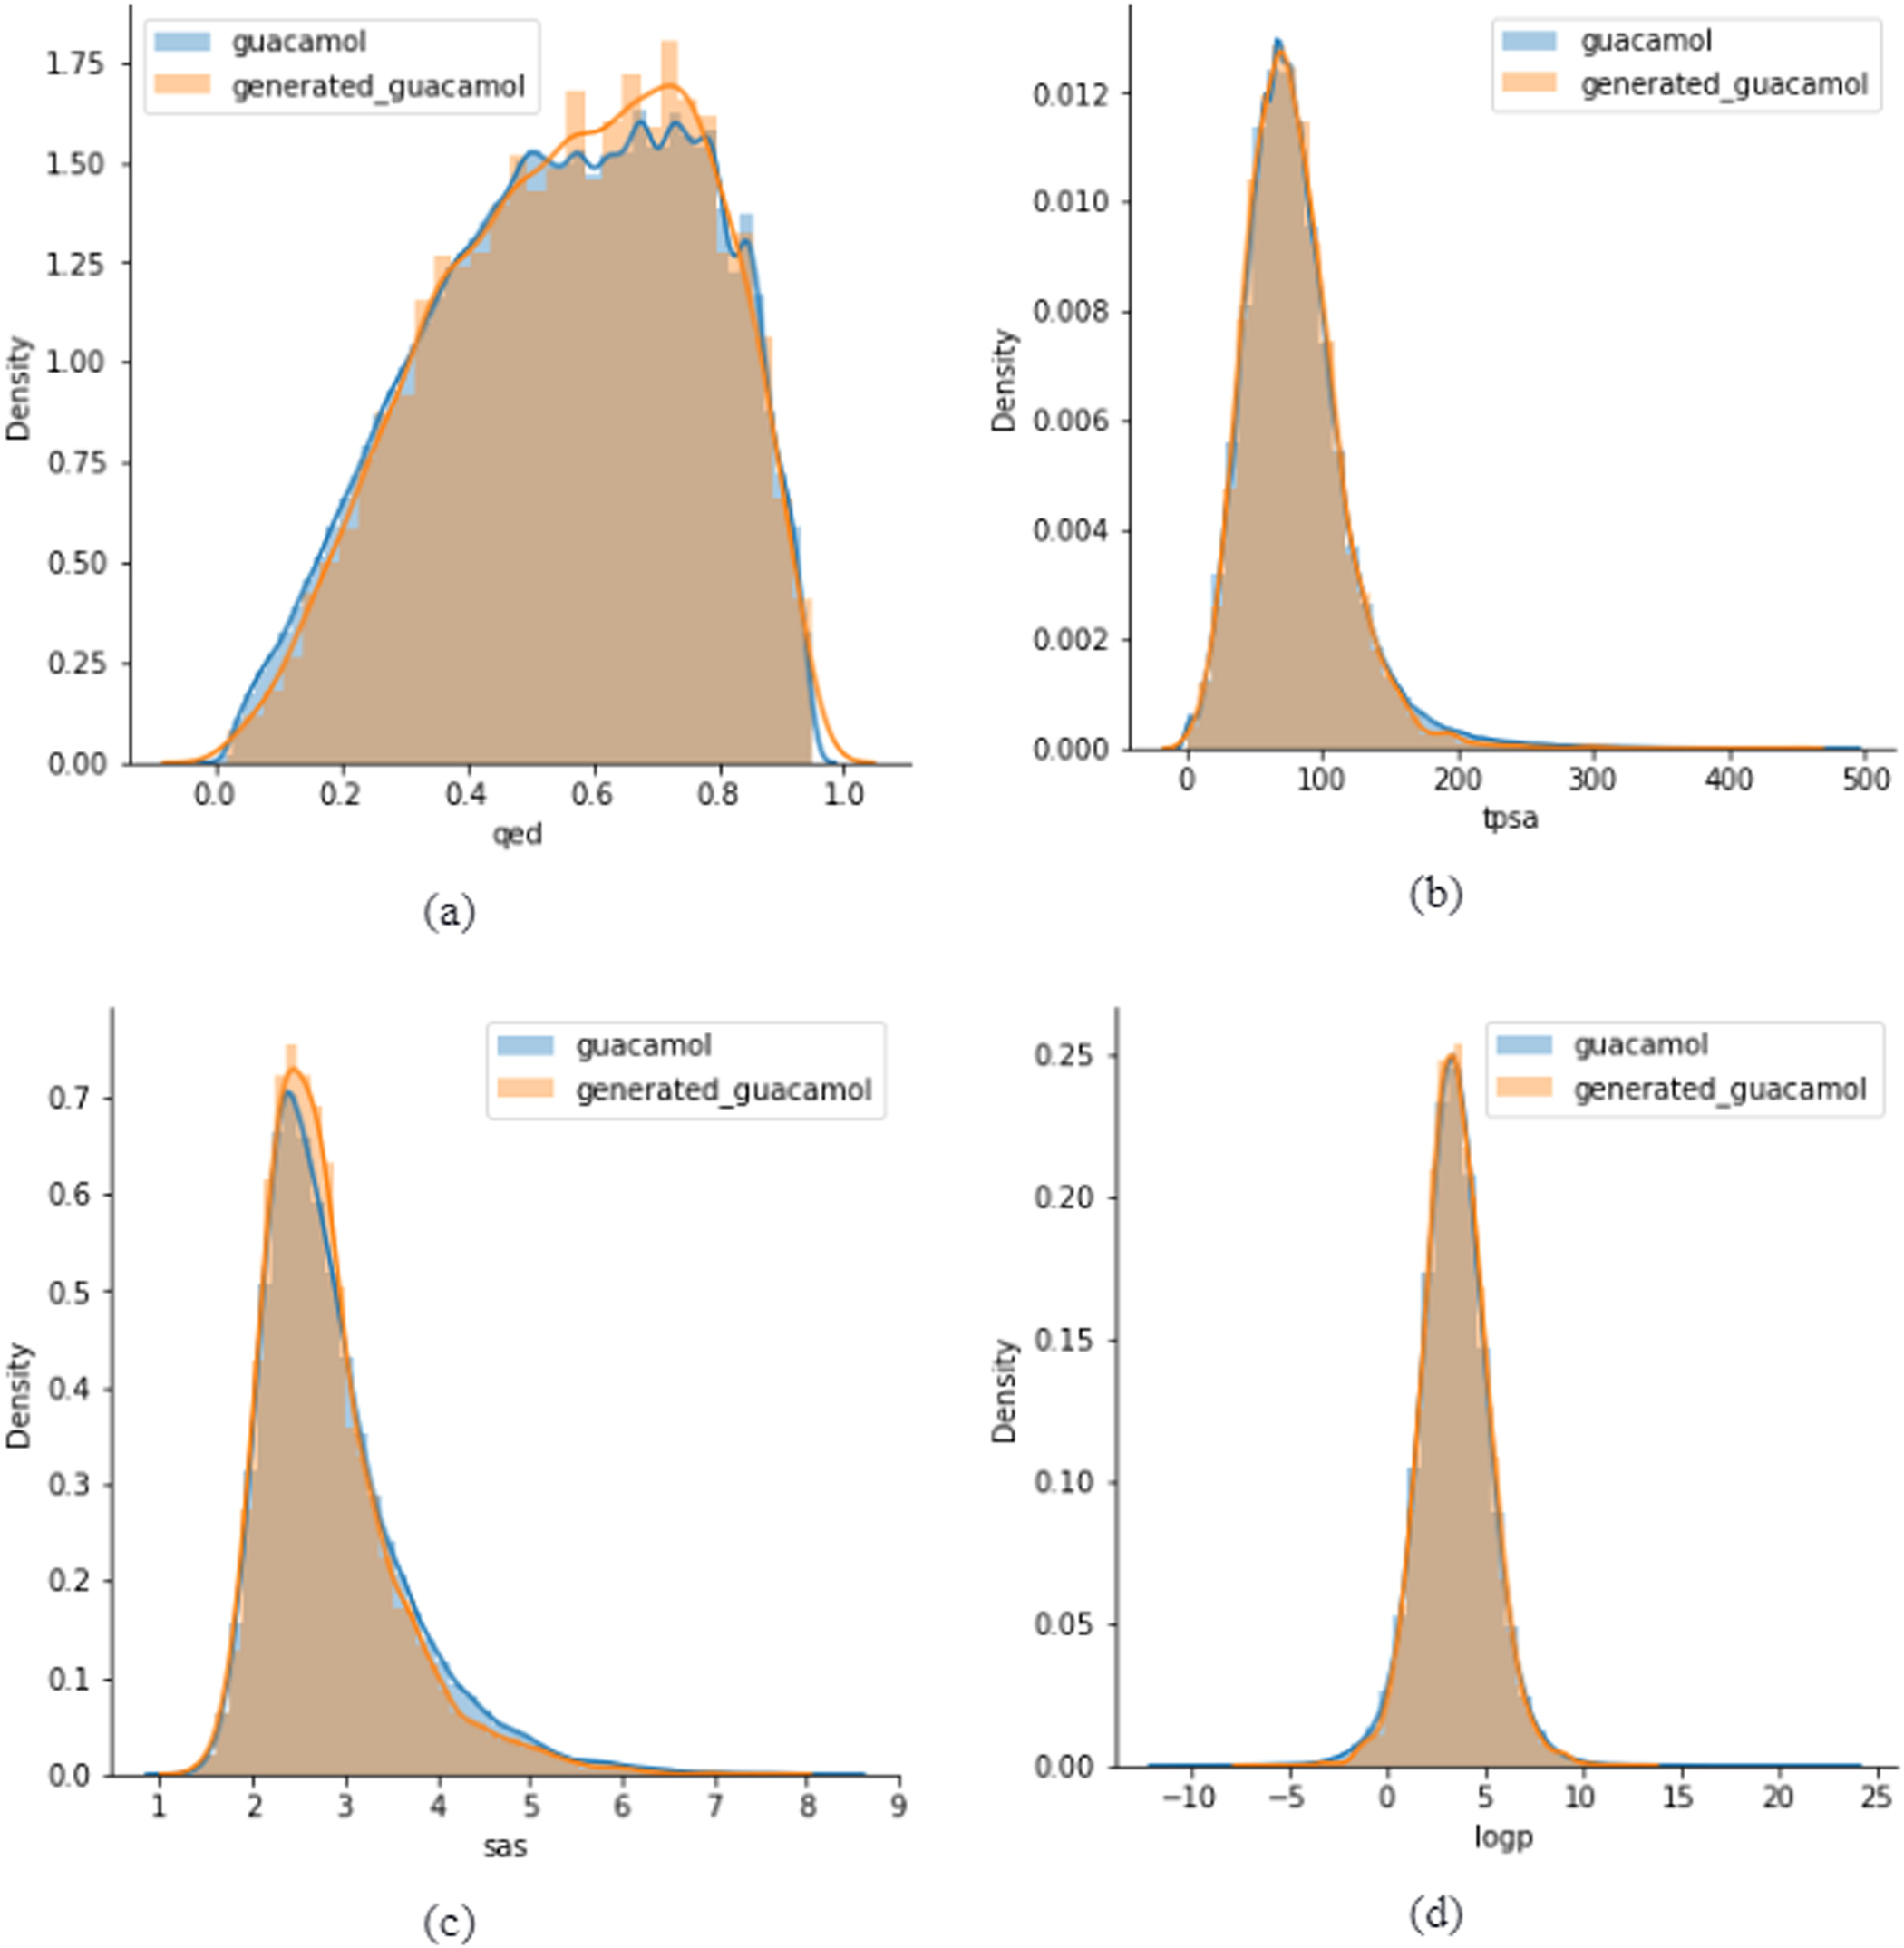 guacamol
generated_guacamol
1.75
1.50
1.25
1.00
0.75
0.50
0.25
0.00
Density
0.0 0.2 0.4 0.6 0.8 1.0
qed
(a)
guacamol
generated_guacamol
0.012
0.010
0.008
0.006
0.004
0.002
0.000
Density
0 100 200 300 400 500
tpsa
(b)
guacamol
generated_guacamol
0.7
0.6
0.5
0.4
0.3
0.2
0.1
0.0
Density
1 2 3 4 5 6 7 8 9
sas
(c)
guacamol
generated_guacamol
0.25
0.20
0.15
0.10
0.05
0.00
Density
−10 −5 0 5 10 15 20 25
logp
(d)